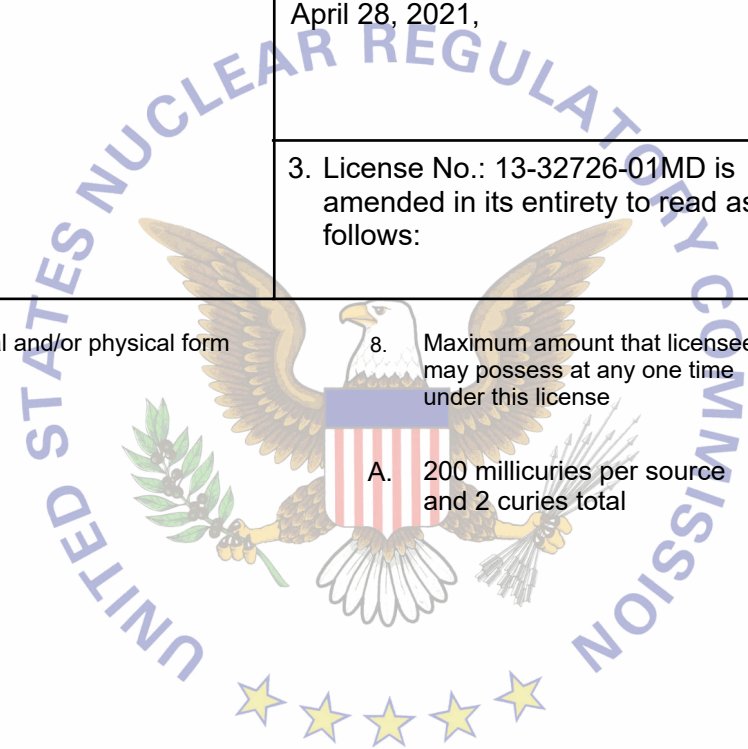 April 28, 2021,
3. License No.: 13-32726-01MD is
amended in its entirety to read as
follows:
and/or physical form
8. Maximum amount that licensee
may possess at any one time
under this license
A. 200 millicuries per source
and 2 curies total
UNITED STATES NUCLEAR REGULATORY COMMISSION